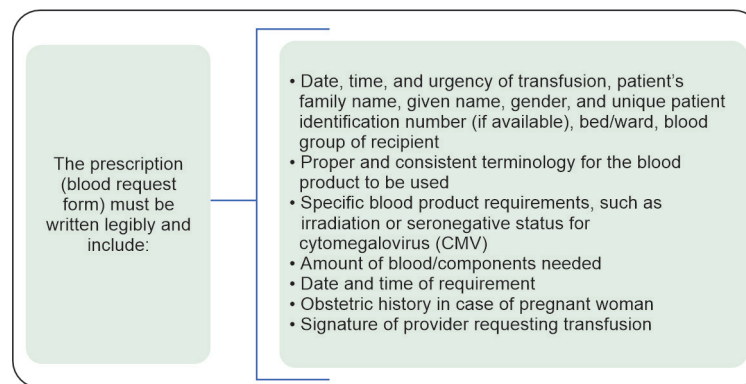 The prescription
(blood request
form) must be
written legibly and
include:
• Date, time, and urgency of transfusion, patient's
family name, given name, gender, and unique patient
identification number (if available), bed/ward, blood
group of recipient
• Proper and consistent terminology for the blood
product to be used
• Specific blood product requirements, such as
irradiation or seronegative status for
cytomegalovirus (CMV)
• Amount of blood/components needed
• Date and time of requirement
• Obstetric history in case of pregnant woman
• Signature of provider requesting transfusion